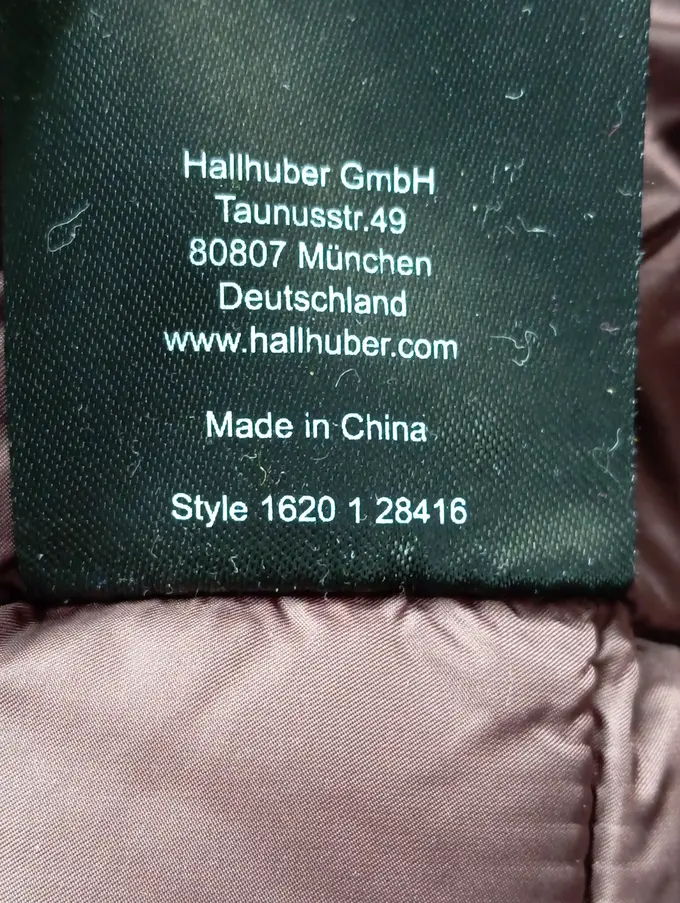 Hallhuber GmbH
Taunusstr.49
80807 München
Deutschland
www.hallhuber.com
Made in China
Style 1620 1 28416